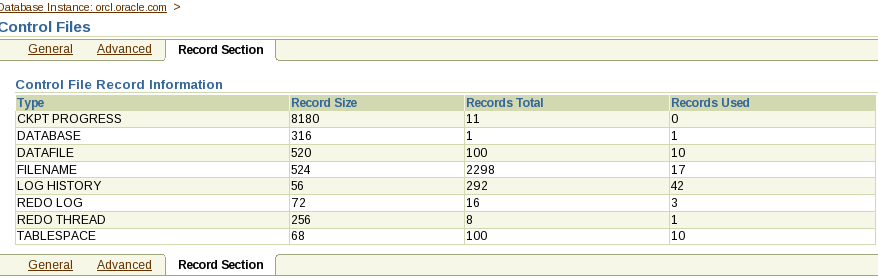 Database Instance: orcl.oracle.com >
Control Files
General Advanced Record Section
Control File Record Information
Type Record Size Records Total Records Used
CKPT PROGRESS 8180 11 0
DATABASE 316 1 1
DATAFILE 520 100 10
FILENAME 524 2298 17
LOG HISTORY 56 292 42
REDO LOG 72 16 3
REDO THREAD 256 8 1
TABLESPACE 68 100 10
General Advanced Record Section